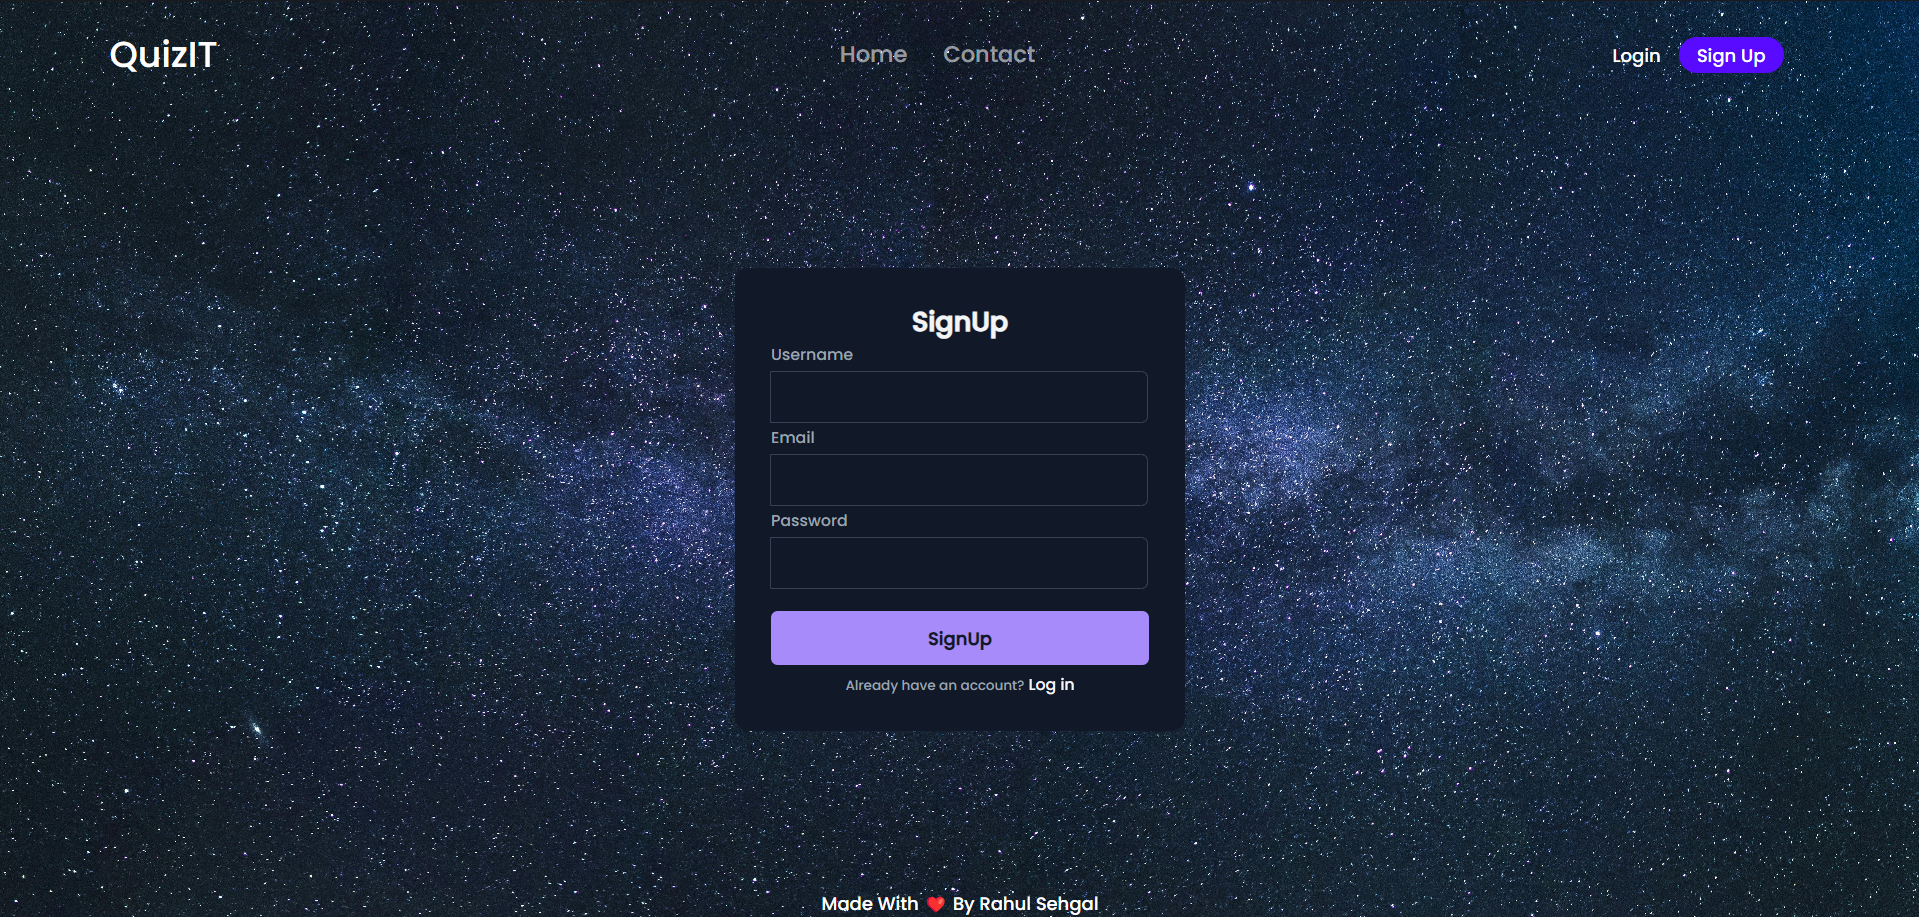 QuizIT
Home Contact
Login Sign Up
SignUp
Username
Email
Password
SignUp
Already have an account? Log in
Made With ❤️ By Rahul Sehgal